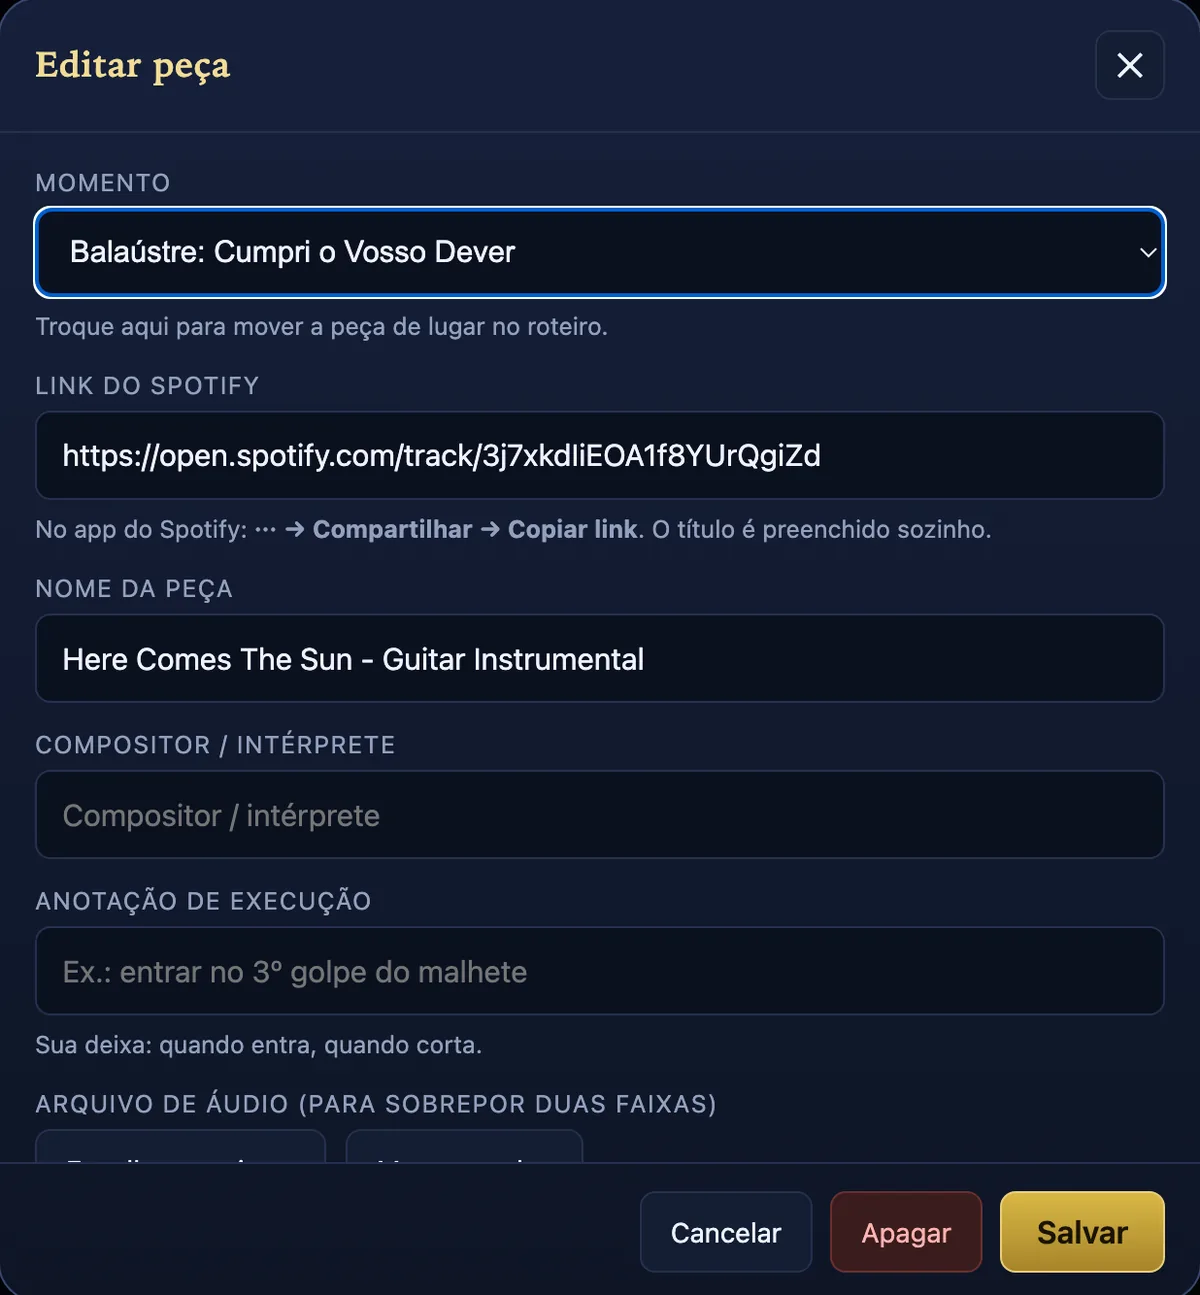 Editar peça
MOMENTO
Balaústre: Cumpri o Vosso Dever
Troque aqui para mover a peça de lugar no roteiro.
LINK DO SPOTIFY
https://open.spotify.com/track/3j7xkdIiEOA1f8YUrQgiZd
No app do Spotify: ··· → Compartilhar → Copiar link. O título é preenchido sozinho.
NOME DA PEÇA
Here Comes The Sun - Guitar Instrumental
COMPOSITOR / INTÉRPRETE
Compositor / intérprete
ANOTAÇÃO DE EXECUÇÃO
Ex.: entrar no 3º golpe do malhete
Sua deixa: quando entra, quando corta.
ARQUIVO DE ÁUDIO (PARA SOBREPOR DUAS FAIXAS)
Cancelar
Apagar
Salvar